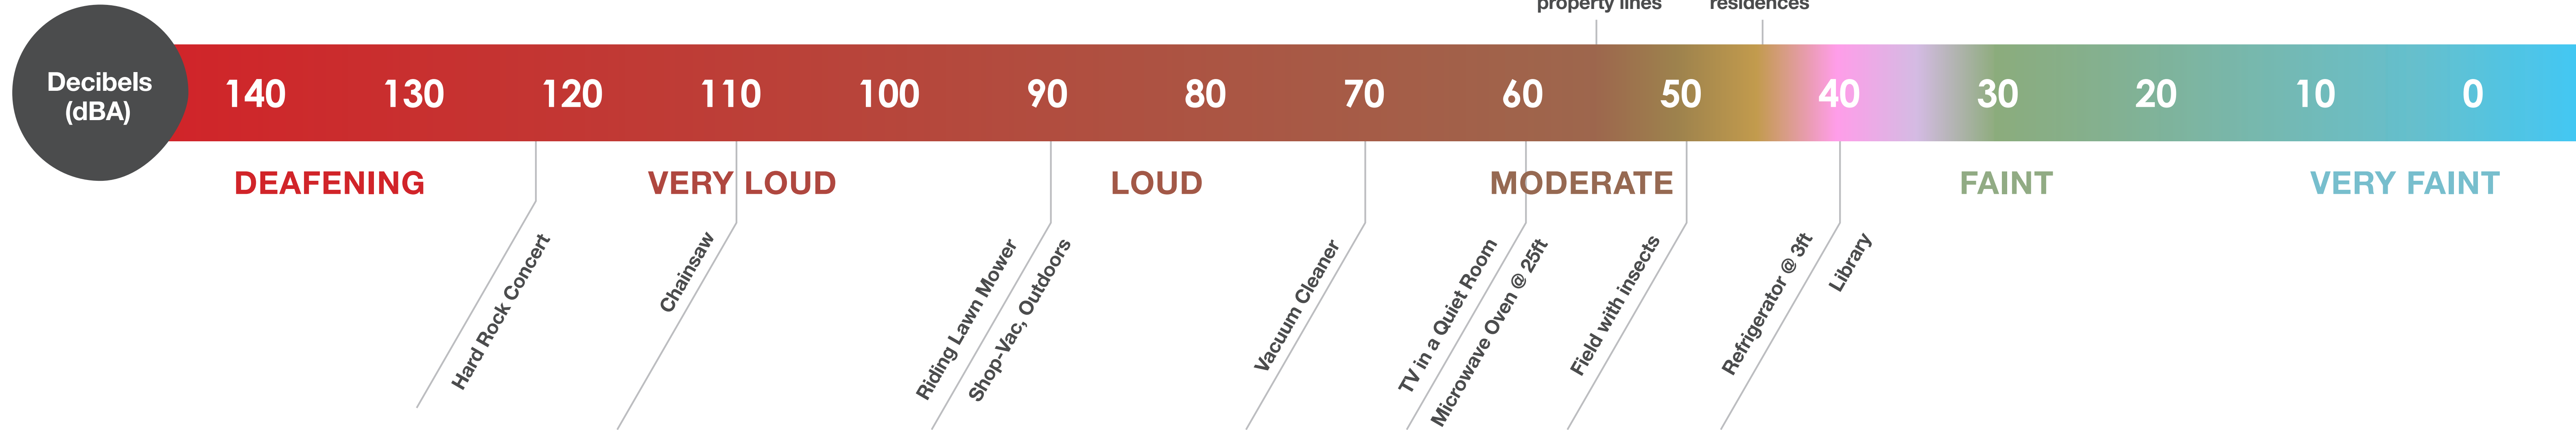 property lines
residences
Decibels
(dBA)
140 130 120 110 100 90 80 70 60 50 40 30 20 10 0
DEAFENING VERY LOUD LOUD MODERATE FAINT VERY FAINT
Hard Rock Concert
Chainsaw
Riding Lawn Mower
Shop-Vac, Outdoors
Vacuum Cleaner
TV in a Quiet Room
Microwave Oven @ 25ft
Field with insects
Refrigerator @ 3ft
Library